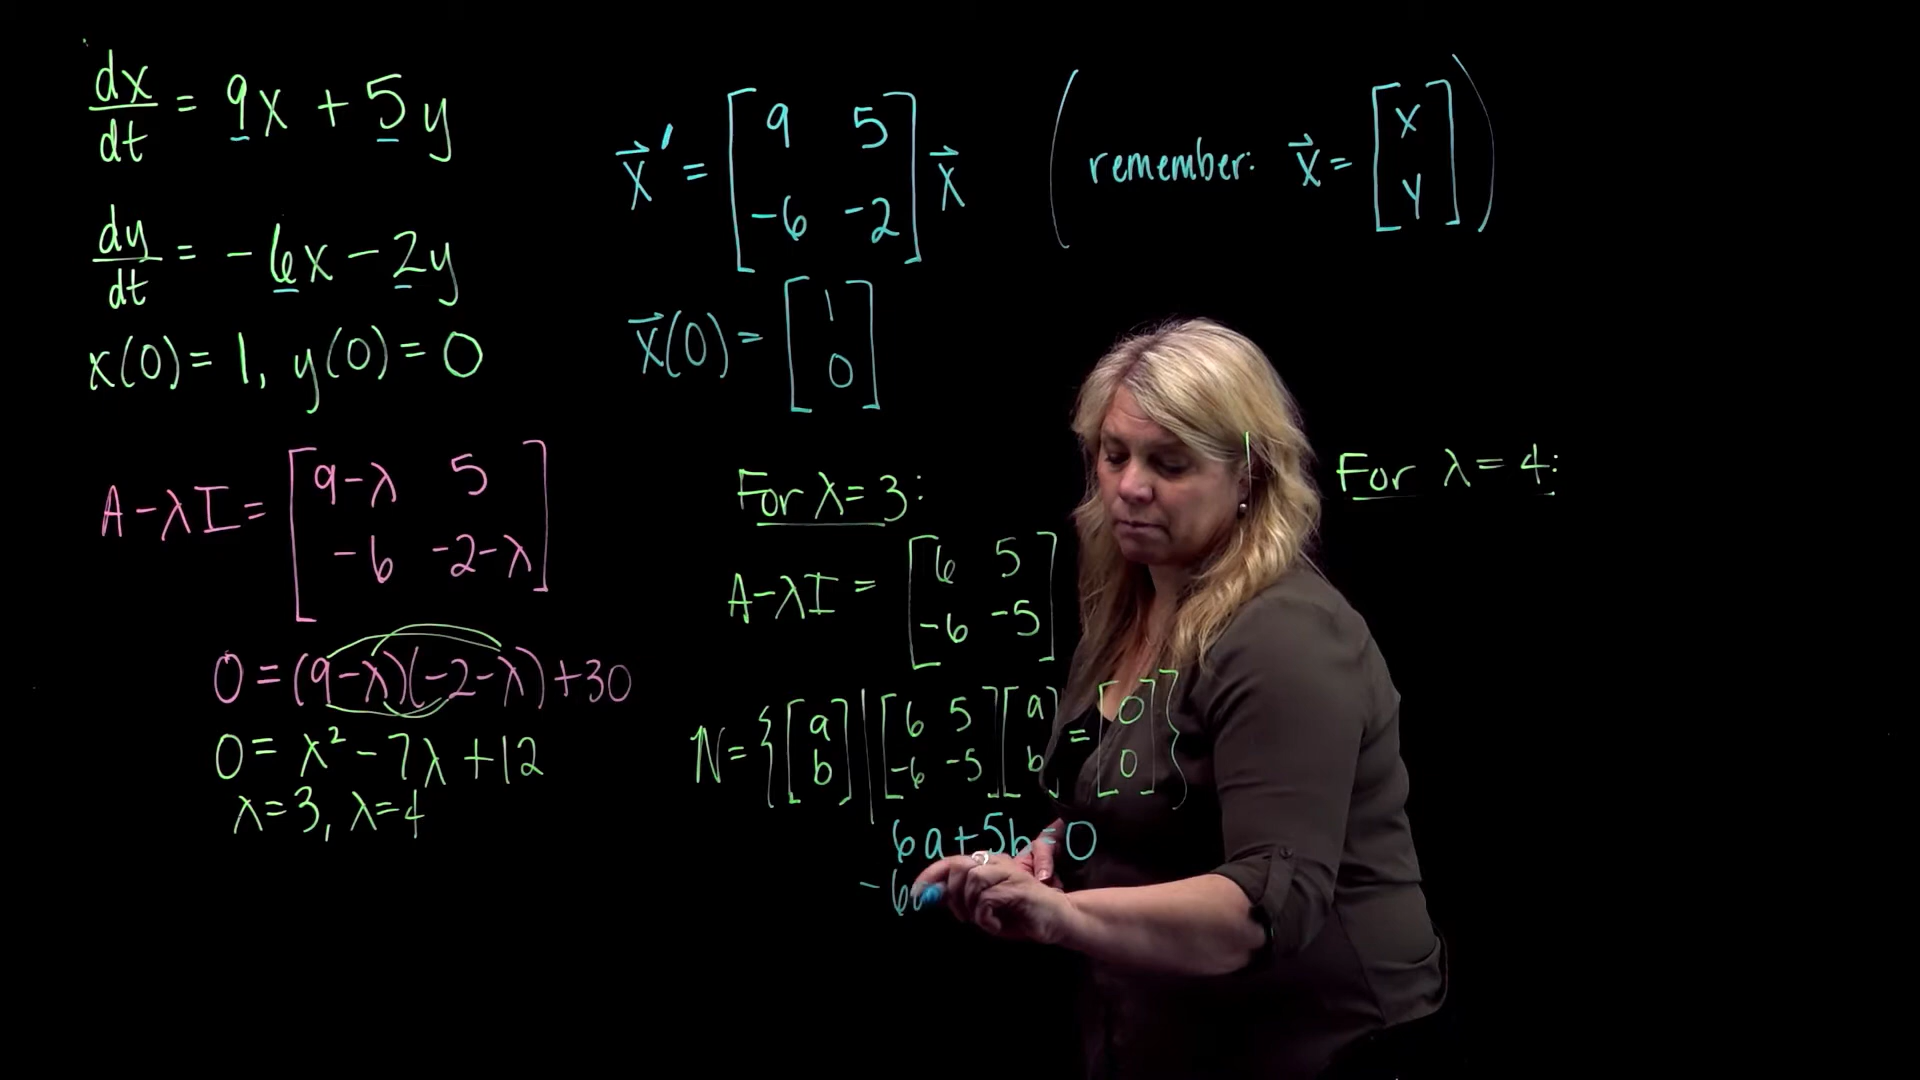 dx/dt = 9x + 5y
dy/dt = -6x - 2y
x(0) = 1, y(0) = 0
x⃗' = [9 5; -6 -2] x⃗
(remember: x⃗ = [x; y])
x⃗(0) = [1; 0]
A-λI = [9-λ 5; -6 -2-λ]
0 = (9-λ)(-2-λ)+30
0 = λ² - 7λ + 12
λ=3, λ=4
For λ=3:
A-λI = [6 5; -6 -5]
N = {[a; b] | [6 5; -6 -5][a; b] = [0; 0]}
6a+5b=0
-6
For λ=4: